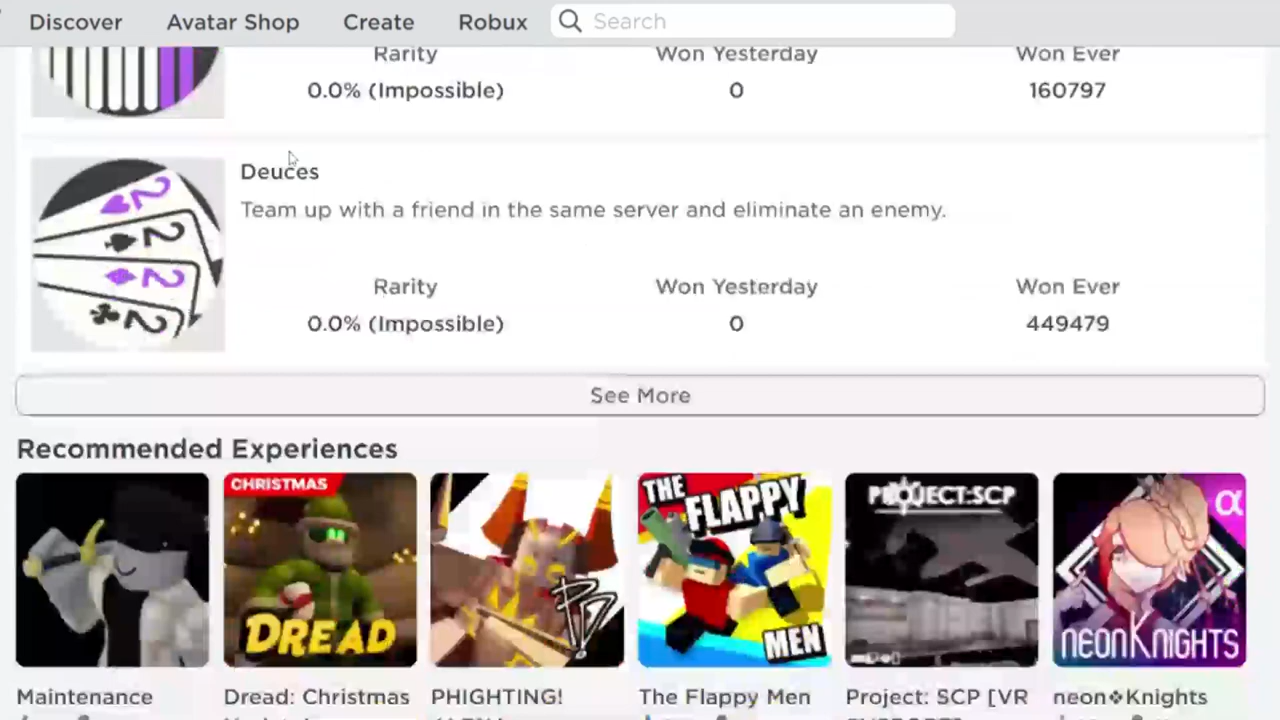 Discover Avatar Shop Create Robux Search
Rarity Won Yesterday Won Ever
0.0% (Impossible) 0 160797
Deuces
Team up with a friend in the same server and eliminate an enemy.
Rarity Won Yesterday Won Ever
0.0% (Impossible) 0 449479
See More
Recommended Experiences
CHRISTMAS
DREAD
THE FLAPPY
MEN
PROJECT:SCP
α
neonKnights
Maintenance Dread: Christmas PHIGHTING! The Flappy Men Project: SCP [VR neon❖Knights